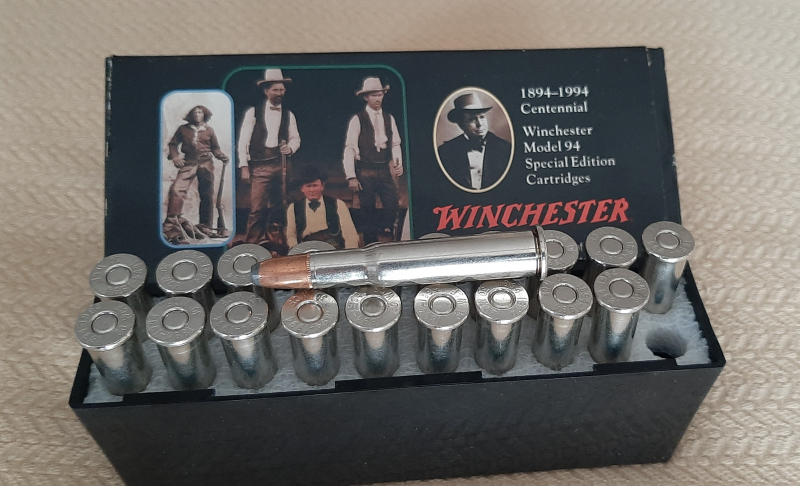 1894–1994
Centennial
Winchester
Model 94
Special Edition
Cartridges
WINCHESTER